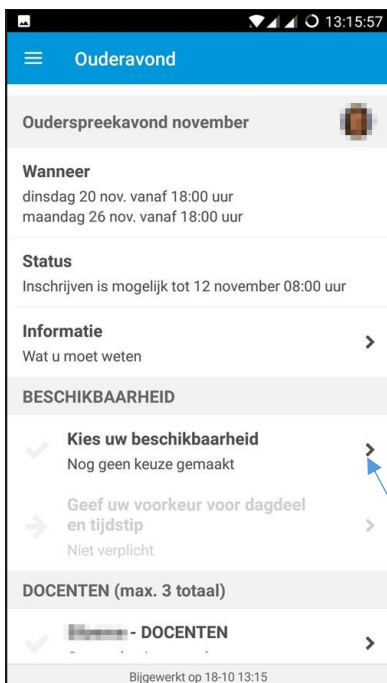 13:15:57
Ouderavond
Ouderspreekavond november
Wanneer
dinsdag 20 nov. vanaf 18:00 uur
maandag 26 nov. vanaf 18:00 uur
Status
Inschrijven is mogelijk tot 12 november 08:00 uur
Informatie
Wat u moet weten
BESCHIKBAARHEID
Kies uw beschikbaarheid
Nog geen keuze gemaakt
Geef uw voorkeur voor dagdeel
en tijdstip
Niet verplicht
DOCENTEN (max. 3 totaal)
- DOCENTEN
Bijgewerkt op 18-10 13:15